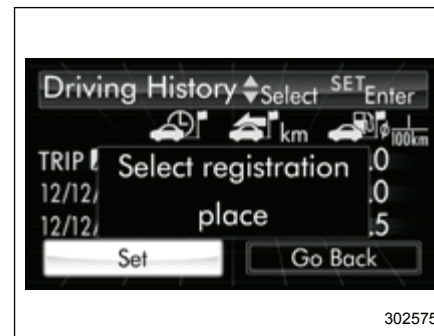 Driving History Select SET Enter
km l/100km
TRIP .0
Select registration
12/12/ .0
place
12/12/ .5
Set Go Back
302575